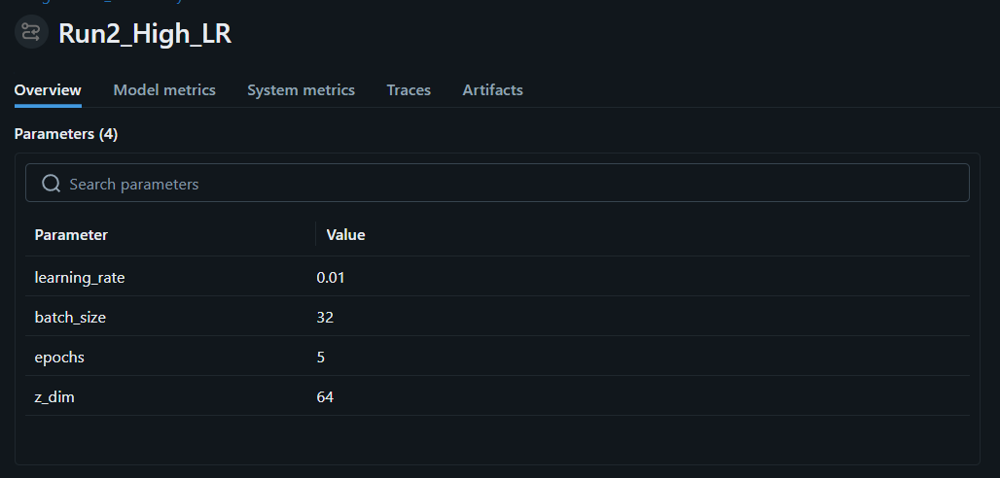 Run2_High_LR
Overview Model metrics System metrics Traces Artifacts
Parameters (4)
Search parameters
Parameter Value
learning_rate 0.01
batch_size 32
epochs 5
z_dim 64